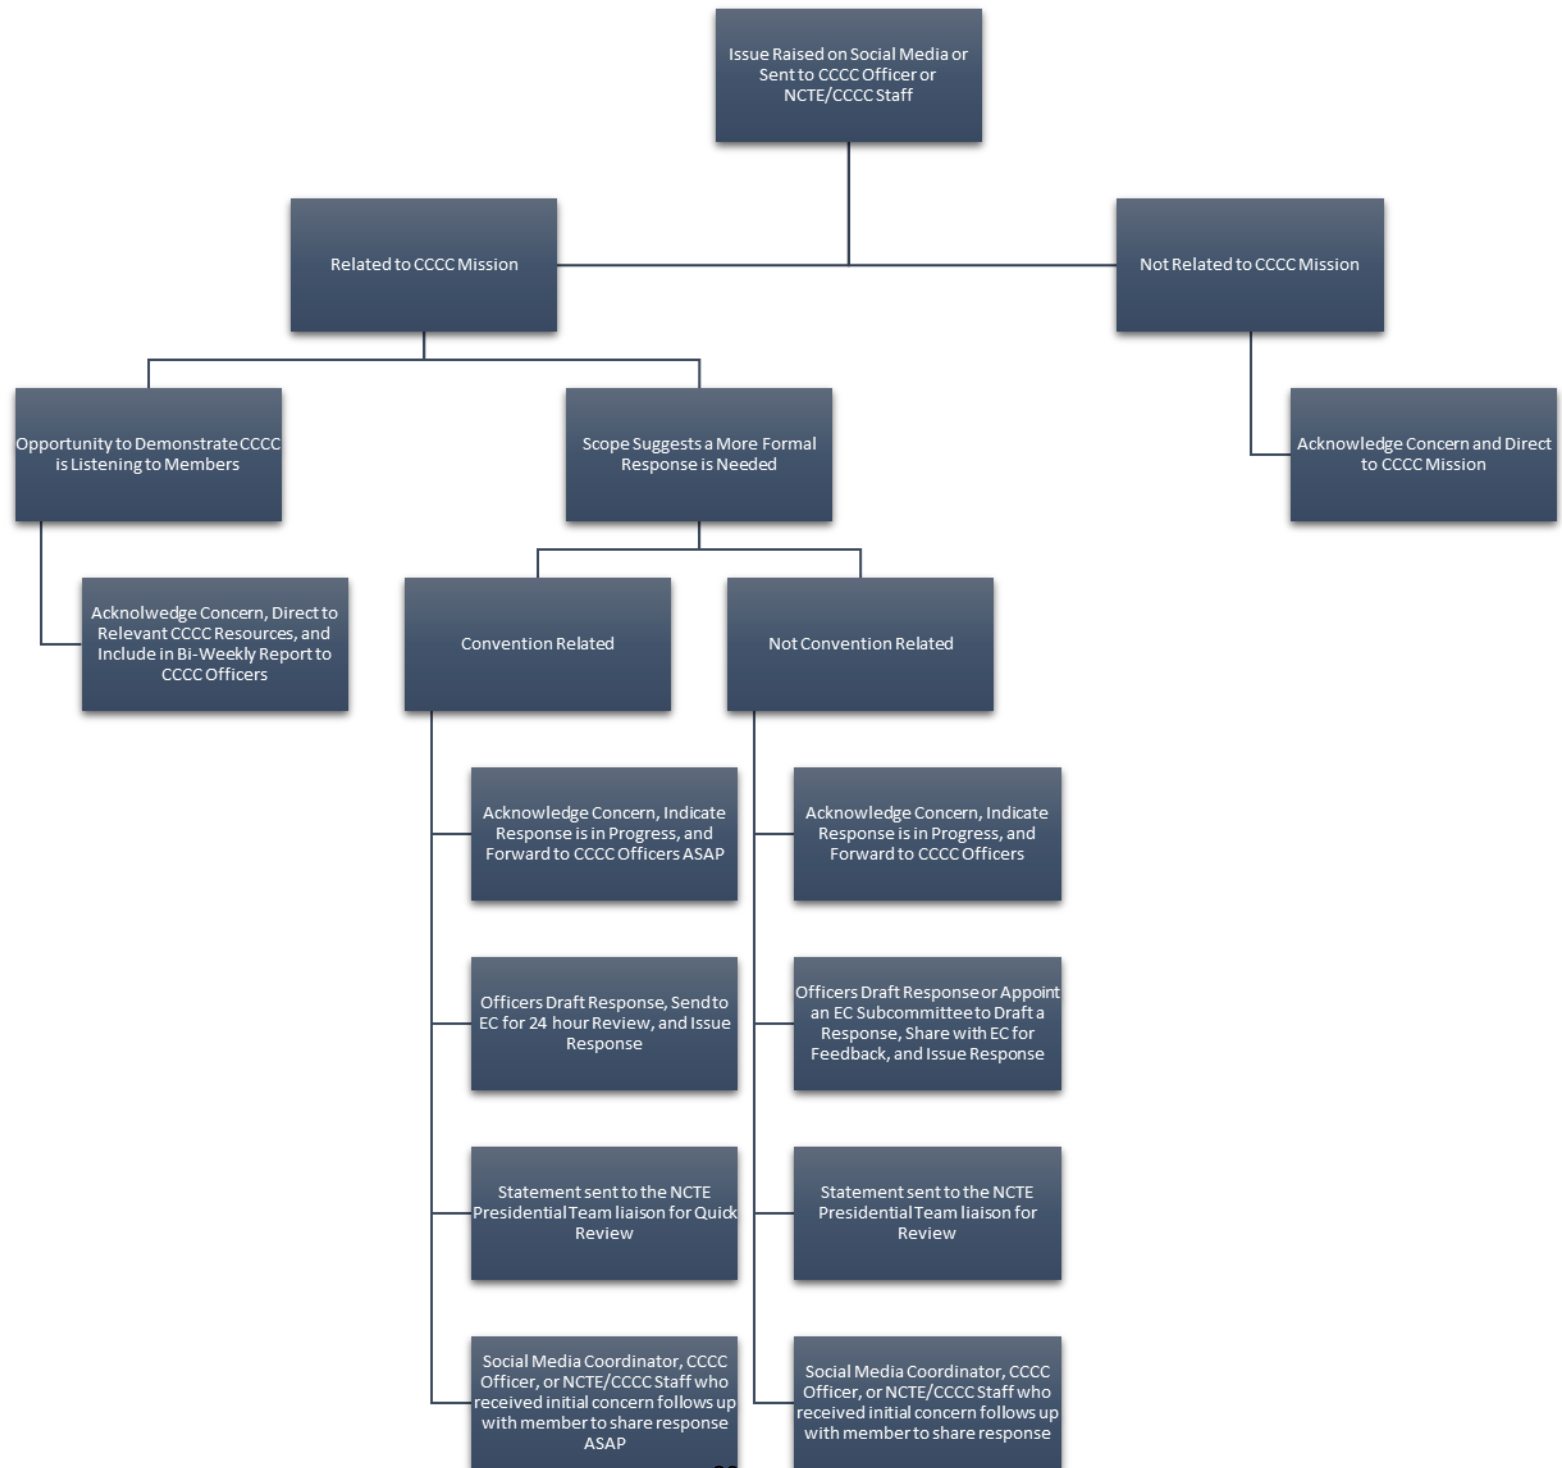 Issue Raised on Social Media or
Sent to CCCC Officer or
NCTE/CCCC Staff
Related to CCCC Mission
Not Related to CCCC Mission
Opportunity to Demonstrate CCCC
is Listening to Members
Scope Suggests a More Formal
Response is Needed
Acknowledge Concern and Direct
to CCCC Mission
Acknolwedge Concern, Direct to
Relevant CCCC Resources, and
Include in Bi-Weekly Report to
CCCC Officers
Convention Related
Not Convention Related
Acknowledge Concern, Indicate
Response is in Progress, and
Forward to CCCC Officers ASAP
Acknowledge Concern, Indicate
Response is in Progress, and
Forward to CCCC Officers
Officers Draft Response, Send to
EC for 24 hour Review, and Issue
Response
Officers Draft Response or Appoint
an EC Subcommittee to Draft a
Response, Share with EC for
Feedback, and Issue Response
Statement sent to the NCTE
Presidential Team liaison for Quick
Review
Statement sent to the NCTE
Presidential Team liaison for
Review
Social Media Coordinator, CCCC
Officer, or NCTE/CCCC Staff who
received initial concern follows up
with member to share response
ASAP
Social Media Coordinator, CCCC
Officer, or NCTE/CCCC Staff who
received initial concern follows up
with member to share response